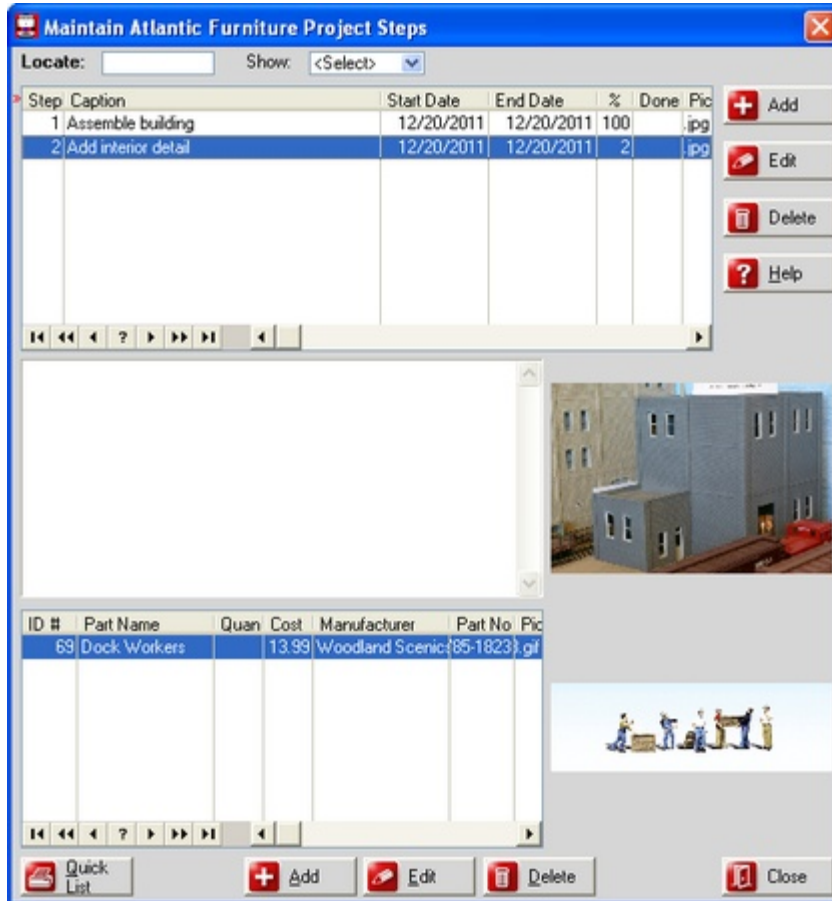 Maintain Atlantic Furniture Project Steps
Locate: Show: <Select>
Step Caption Start Date End Date % Done Pic
1 Assemble building 12/20/2011 12/20/2011 100 .jpg
2 Add interior detail 12/20/2011 12/20/2011 2 .jpg
Add
Edit
Delete
? Help
?
ID # Part Name Quan Cost Manufacturer Part No Pic
69 Dock Workers 13.99 Woodland Scenics 785-1823 .gif
?
Quick List
Add
Edit
Delete
Close